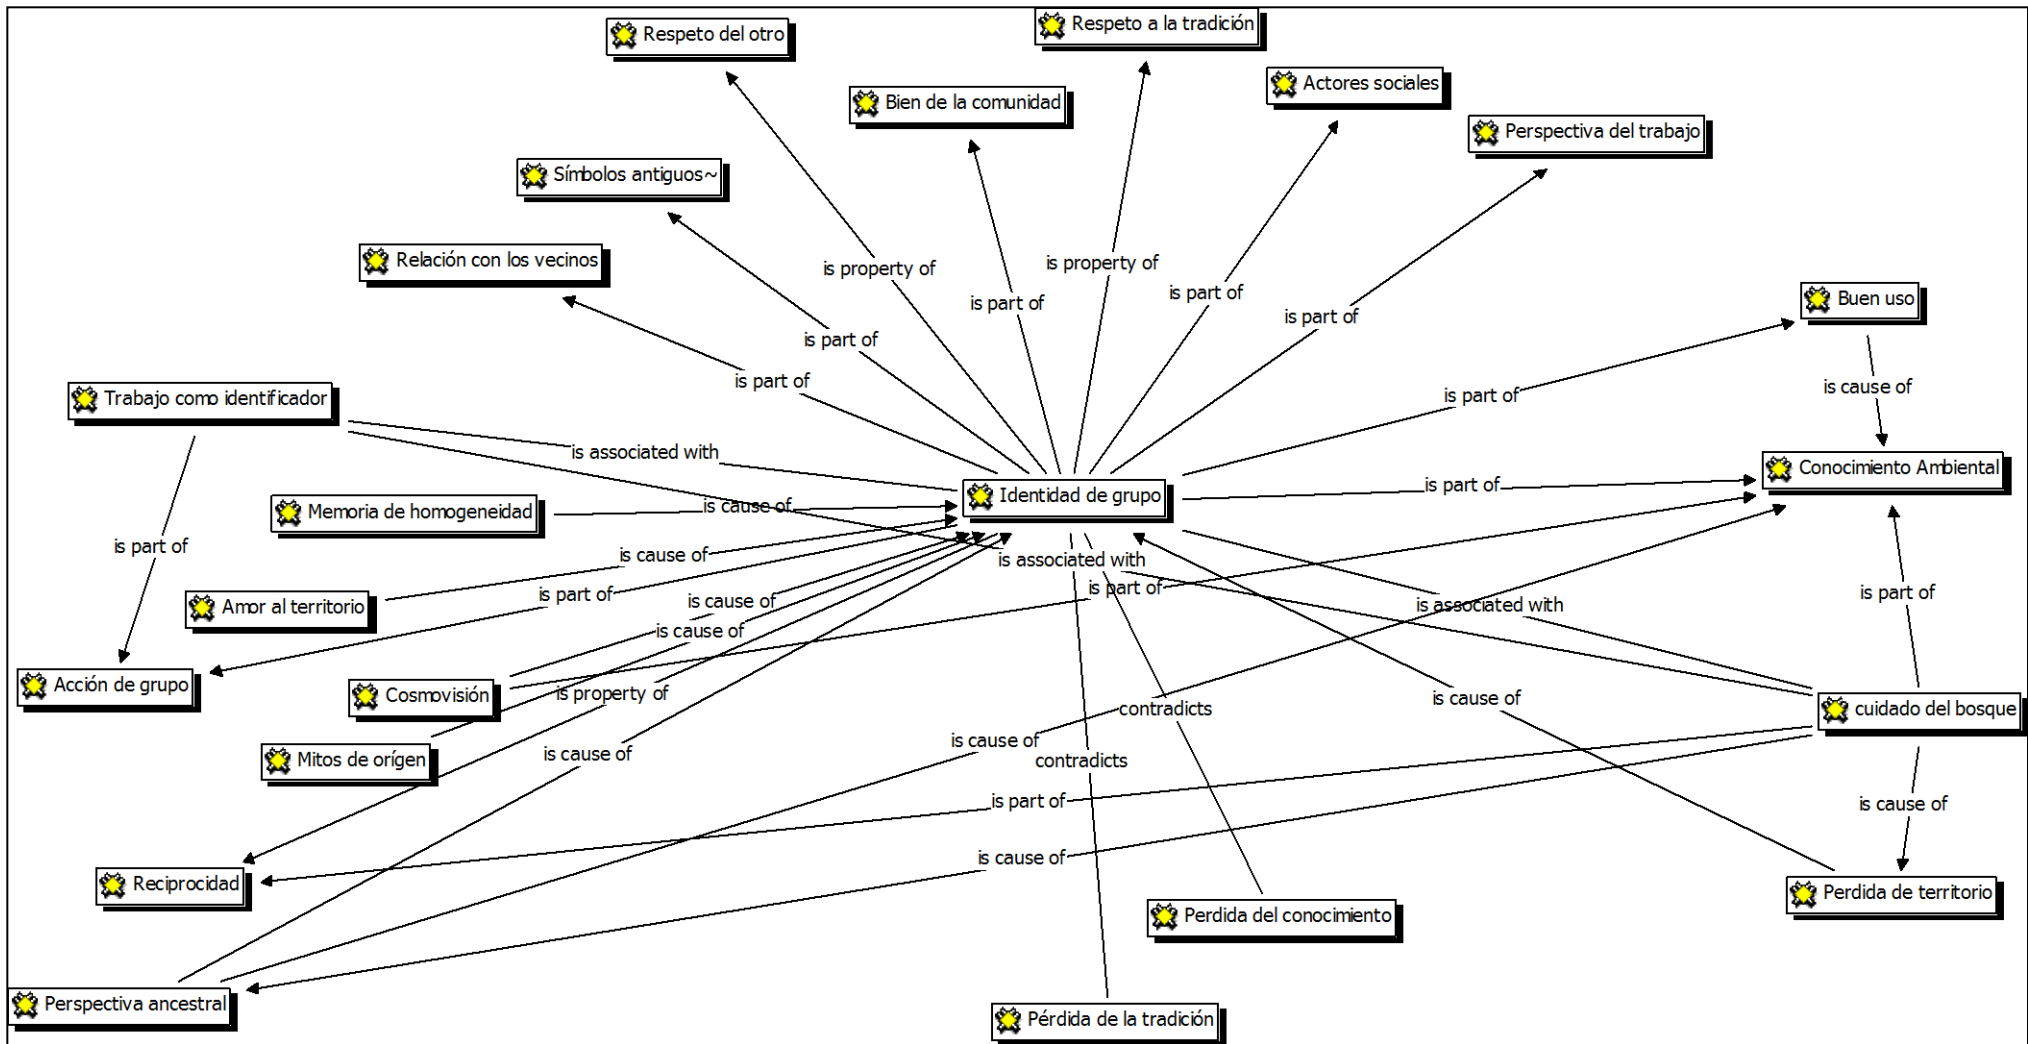 Respeto a la tradición
Respeto del otro
Actores sociales
Bien de la comunidad
Perspectiva del trabajo
Símbolos antiguos~
Relación con los vecinos
is property of
is property of
is part of
is part of
is part of
Buen uso
is part of
is part of
is part of
is cause of
Trabajo como identificador
is associated with
Conocimiento Ambiental
is part of
Identidad de grupo
Memoria de homogeneidad
is cause of
is part of
is cause of
is associated with
is part of
is part of
is part of
Amor al territorio
is cause of
is associated with
is cause of
Acción de grupo
Cosmovisión
is property of
is cause of
contradicts
cuidado del bosque
is cause of
is cause of
Mitos de orígen
contradicts
is part of
is cause of
is cause of
Reciprocidad
Perdida de territorio
Perdida del conocimiento
Perspectiva ancestral
Pérdida de la tradición